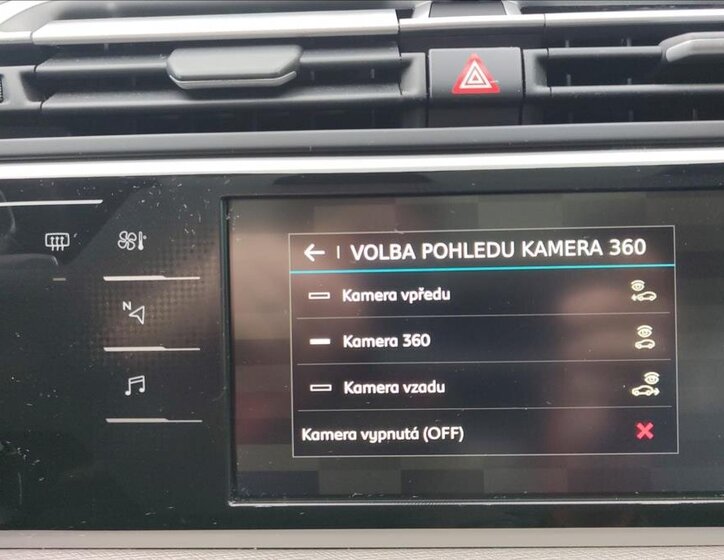 VOLBA POHLEDU KAMERA 360
Kamera vpředu
N
Kamera 360
Kamera vzadu
Kamera vypnutá (OFF)